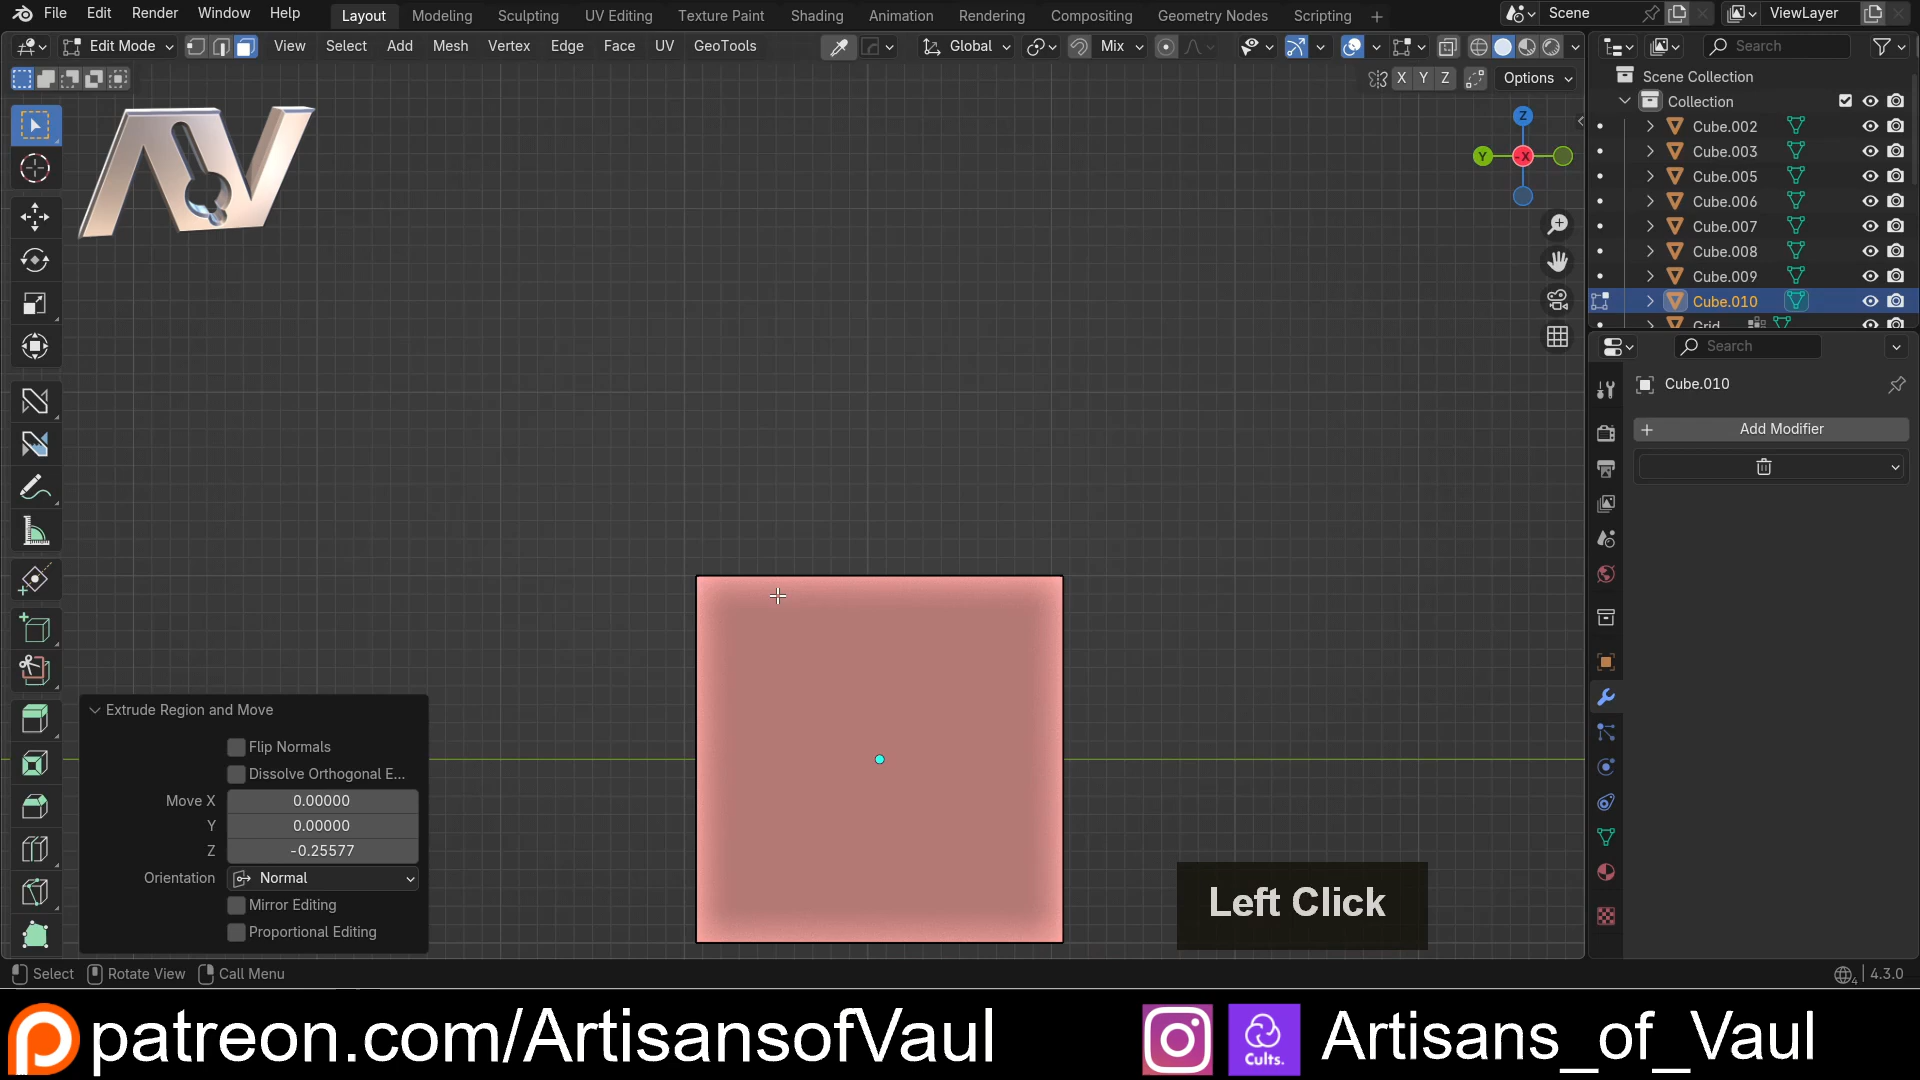 File Edit Render Window Help Layout Modeling Sculpting UV Editing Texture Paint Shading Animation Rendering Compositing Geometry Nodes Scripting + Scene ViewLayer
Edit Mode View Select Add Mesh Vertex Edge Face UV GeoTools Global Mix Search
X Y Z Options
Scene Collection
Collection
Cube.002
Cube.003
Cube.005
Cube.006
Cube.007
Cube.008
Cube.009
Cube.010
Grid
Z
Y
-X
Search
Cube.010
+ Add Modifier
Extrude Region and Move
Flip Normals
Dissolve Orthogonal E...
Move X 0.00000
Y 0.00000
Z -0.25577
Orientation Normal
Mirror Editing
Proportional Editing
Left Click
Select Rotate View Call Menu 4.3.0
patreon.com/ArtisansofVaul Cults. Artisans_of_Vaul